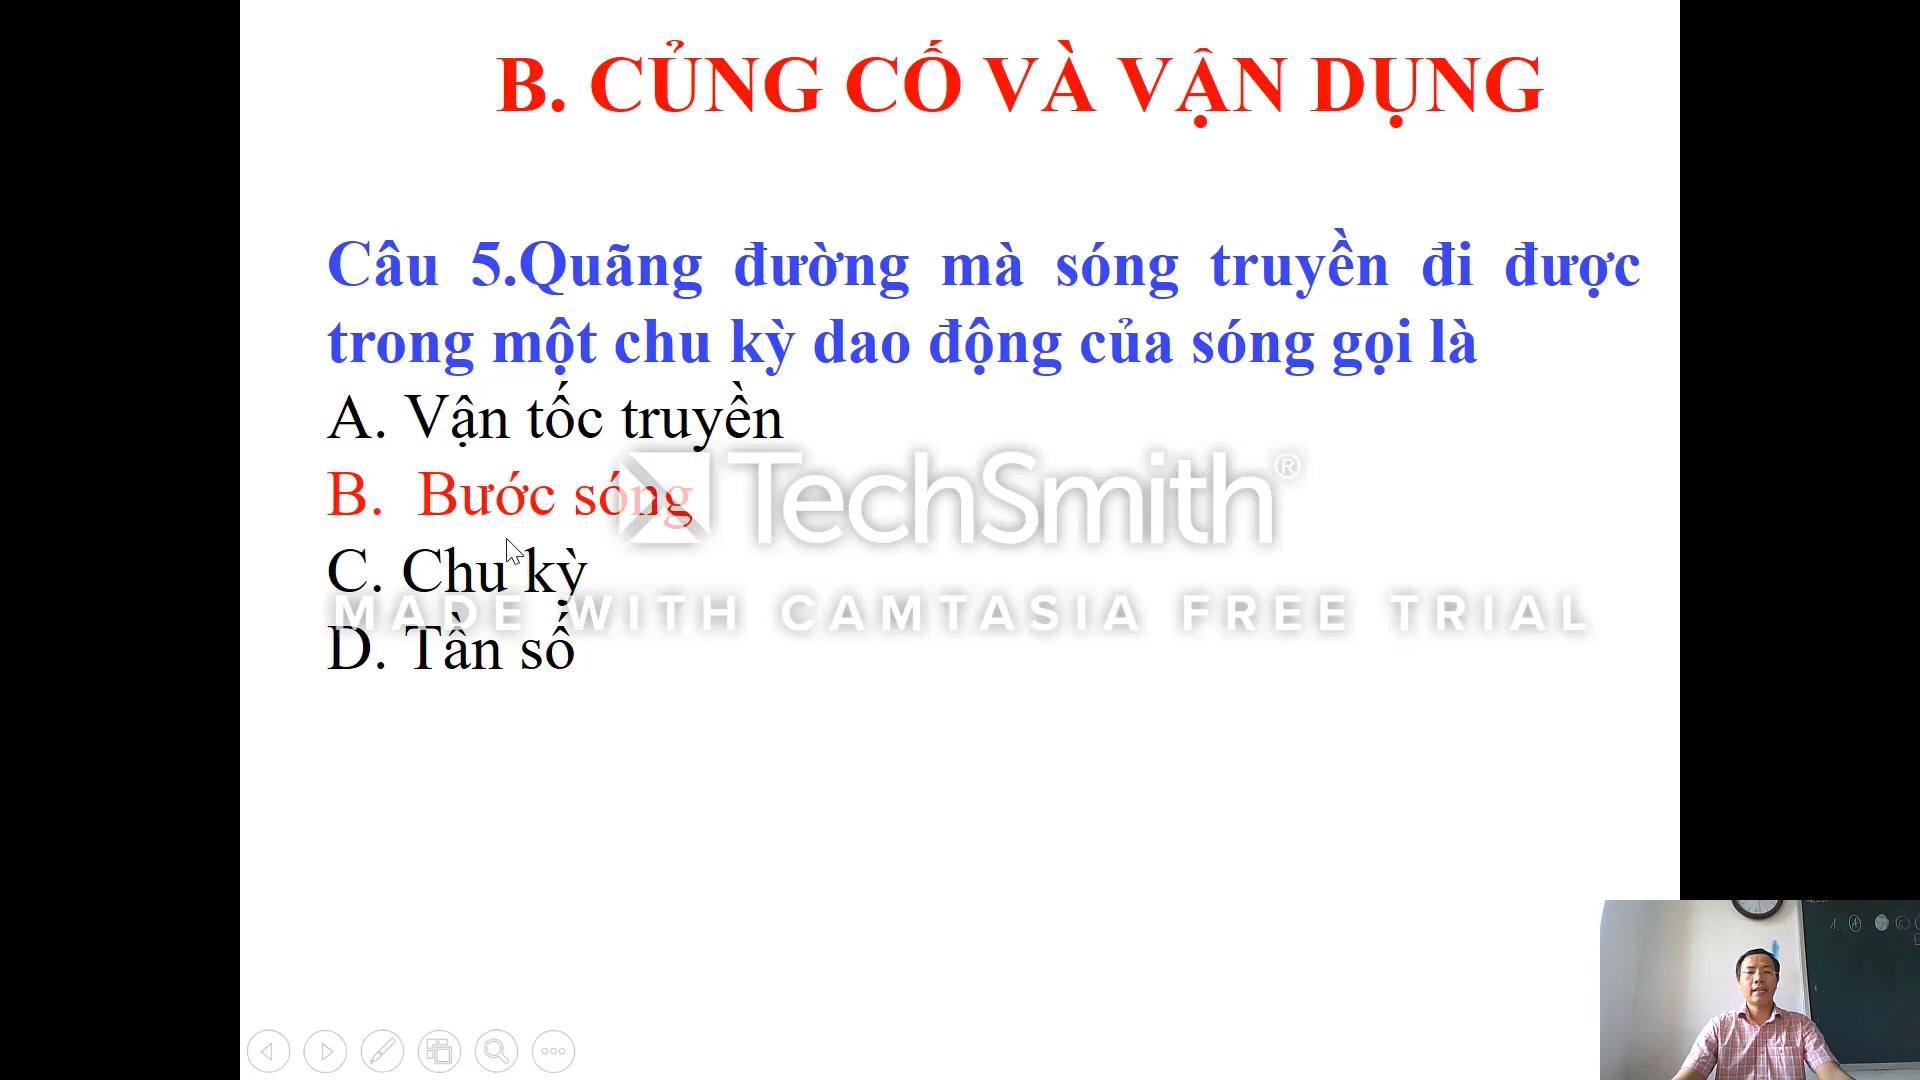 B. CỦNG CỐ VÀ VẬN DỤNG
Câu 5.Quãng đường mà sóng truyền đi được
trong một chu kỳ dao động của sóng gọi là
A. Vận tốc truyền
B. Bước sóng
TechSmith®
C. Chu kỳ
MADE WITH CAMTASIA FREE TRIAL
D. Tần số
1. A C